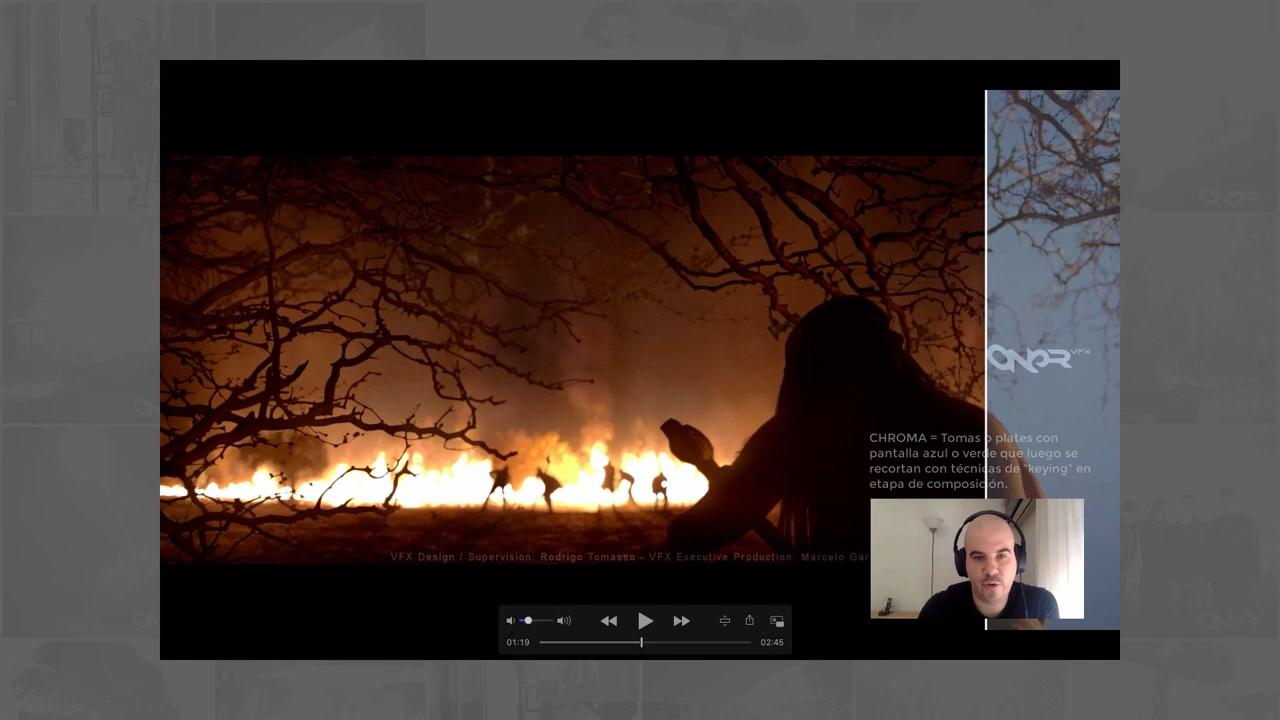 ONOR VFX
CHROMA = Tomas o plates con
pantalla azul o verde que luego se
recortan con técnicas de "keying" en
etapa de composición.
VFX Design / Supervision: Rodrigo Tomasso - VFX Executive Production: Marcelo Gar
01:19
02:45